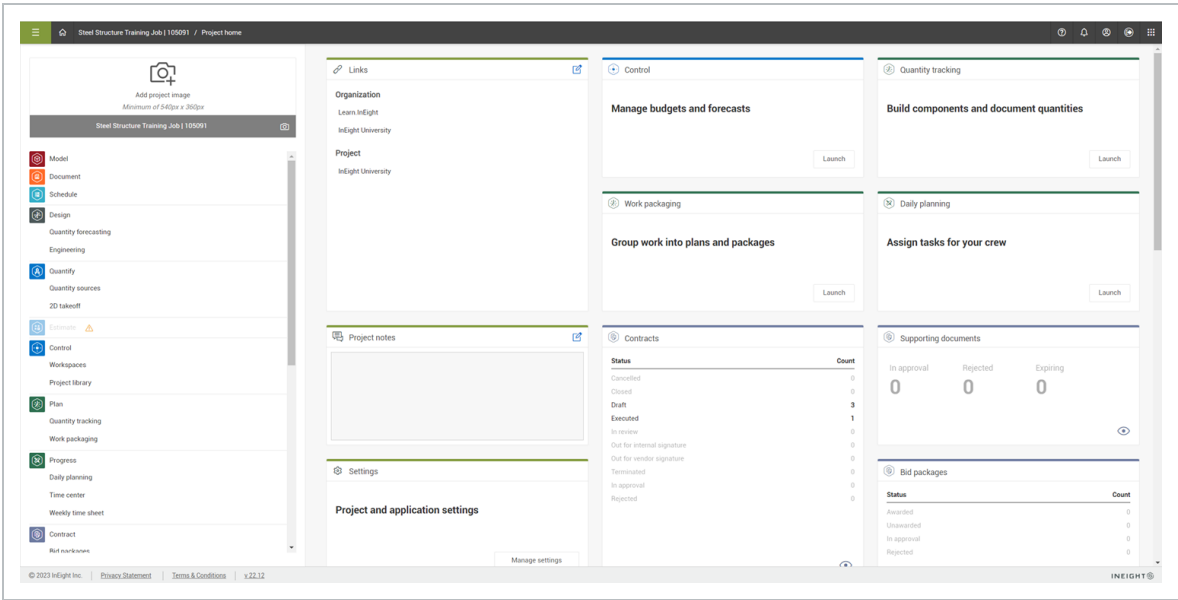 Steel Structure Training Job | 105091 / Project home
Add project image
Minimum of 540px x 360px
Steel Structure Training Job | 105091
Model
Document
Schedule
Design
Quantity forecasting
Engineering
Quantify
Quantity sources
2D takeoff
Estimate
Control
Workspaces
Project library
Plan
Quantity tracking
Work packaging
Progress
Daily planning
Time center
Weekly time sheet
Contract
Bid packages
Links
Organization
Learn InEight
InEight University
Project
InEight University
Control
Manage budgets and forecasts
Launch
Quantity tracking
Build components and document quantities
Launch
Work packaging
Group work into plans and packages
Launch
Daily planning
Assign tasks for your crew
Launch
Project notes
Settings
Project and application settings
Manage settings
Contracts
Status Count
Cancelled 0
Closed 0
Draft 3
Executed 1
In review 0
Out for internal signature 0
Out for vendor signature 0
Terminated 0
In approval 0
Rejected 0
Supporting documents
In approval Rejected Expiring
0 0 0
Bid packages
Status Count
Awarded 0
Unawarded 0
In approval 0
Rejected 0
© 2023 InEight Inc. | Privacy Statement | Terms & Conditions | v 22.12
INEIGHT